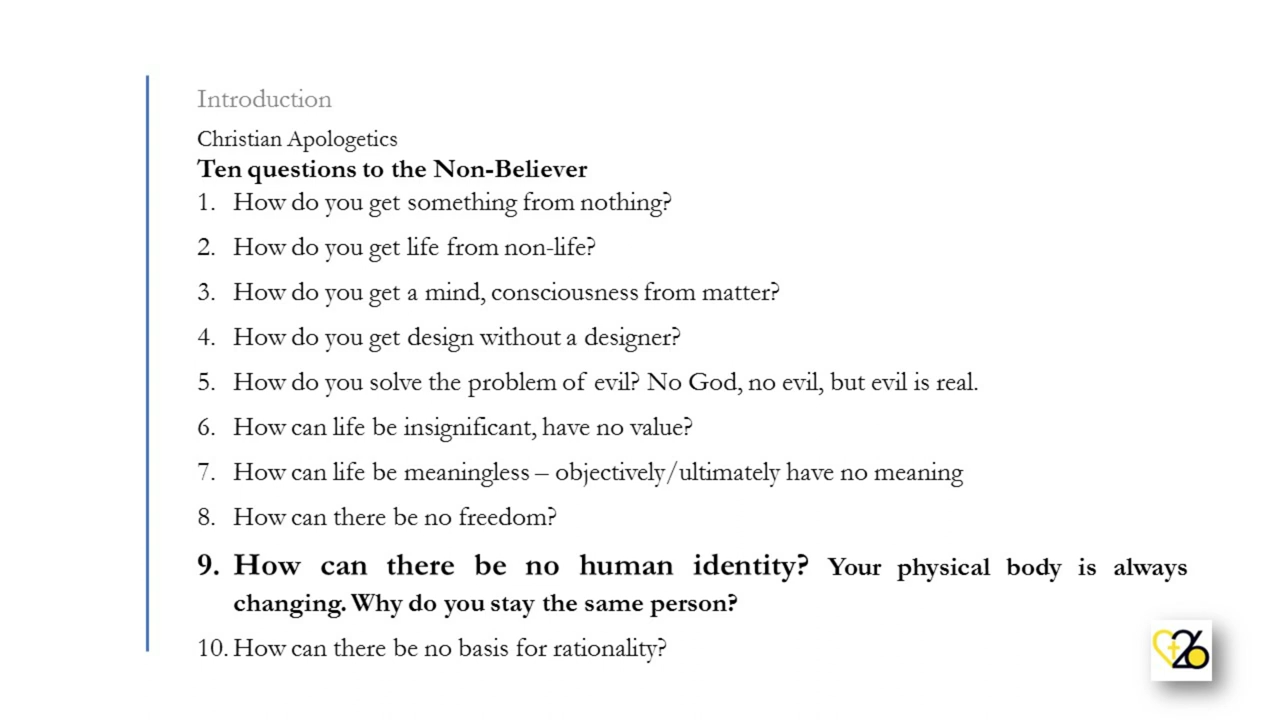 Introduction
Christian Apologetics
Ten questions to the Non-Believer
1. How do you get something from nothing?
2. How do you get life from non-life?
3. How do you get a mind, consciousness from matter?
4. How do you get design without a designer?
5. How do you solve the problem of evil? No God, no evil, but evil is real.
6. How can life be insignificant, have no value?
7. How can life be meaningless – objectively/ultimately have no meaning
8. How can there be no freedom?
9. How can there be no human identity? Your physical body is always
changing. Why do you stay the same person?
10. How can there be no basis for rationality?
26